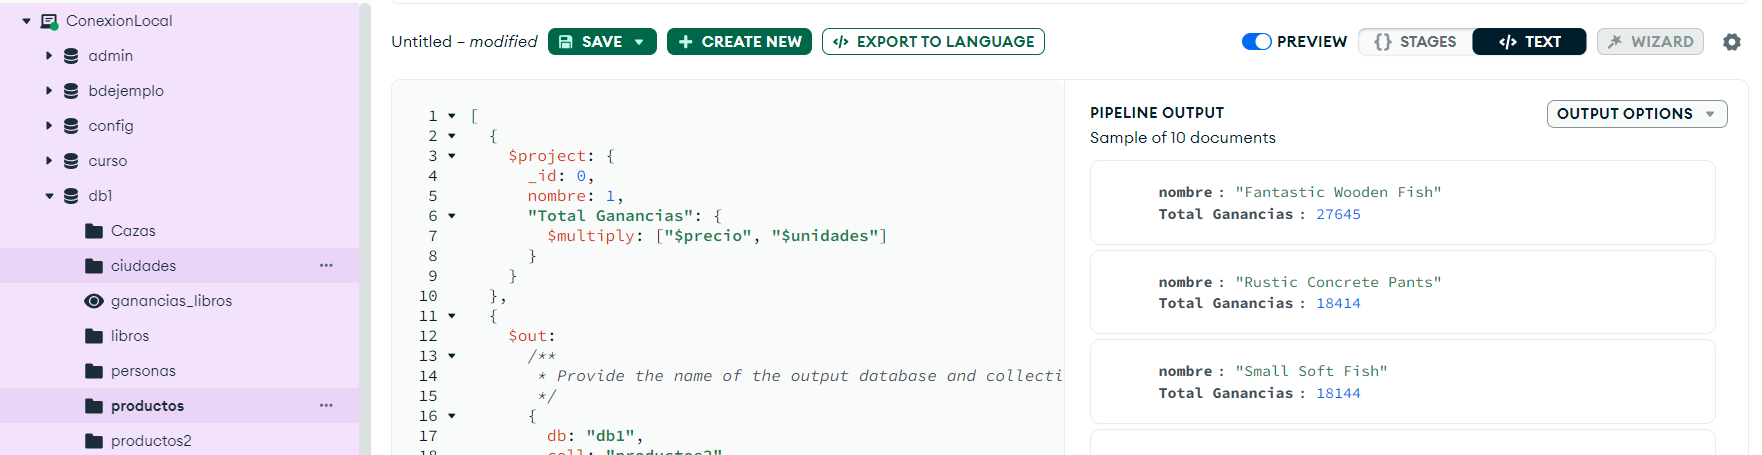 ConexionLocal
admin
bdejemplo
config
curso
db1
Cazas
ciudades
ganancias_libros
libros
personas
productos
productos2
Untitled – modified
SAVE
CREATE NEW
EXPORT TO LANGUAGE
PREVIEW
STAGES
TEXT
WIZARD
1 [
2 {
3 $project: {
4 _id: 0,
5 nombre: 1,
6 "Total Ganancias": {
7 $multiply: ["$precio", "$unidades"]
8 }
9 }
10 },
11 {
12 $out:
13 /**
14 * Provide the name of the output database and collecti
15 */
16 {
17 db: "db1",
18 coll: "productos2"
PIPELINE OUTPUT
OUTPUT OPTIONS
Sample of 10 documents
nombre : "Fantastic Wooden Fish"
Total Ganancias : 27645
nombre : "Rustic Concrete Pants"
Total Ganancias : 18414
nombre : "Small Soft Fish"
Total Ganancias : 18144